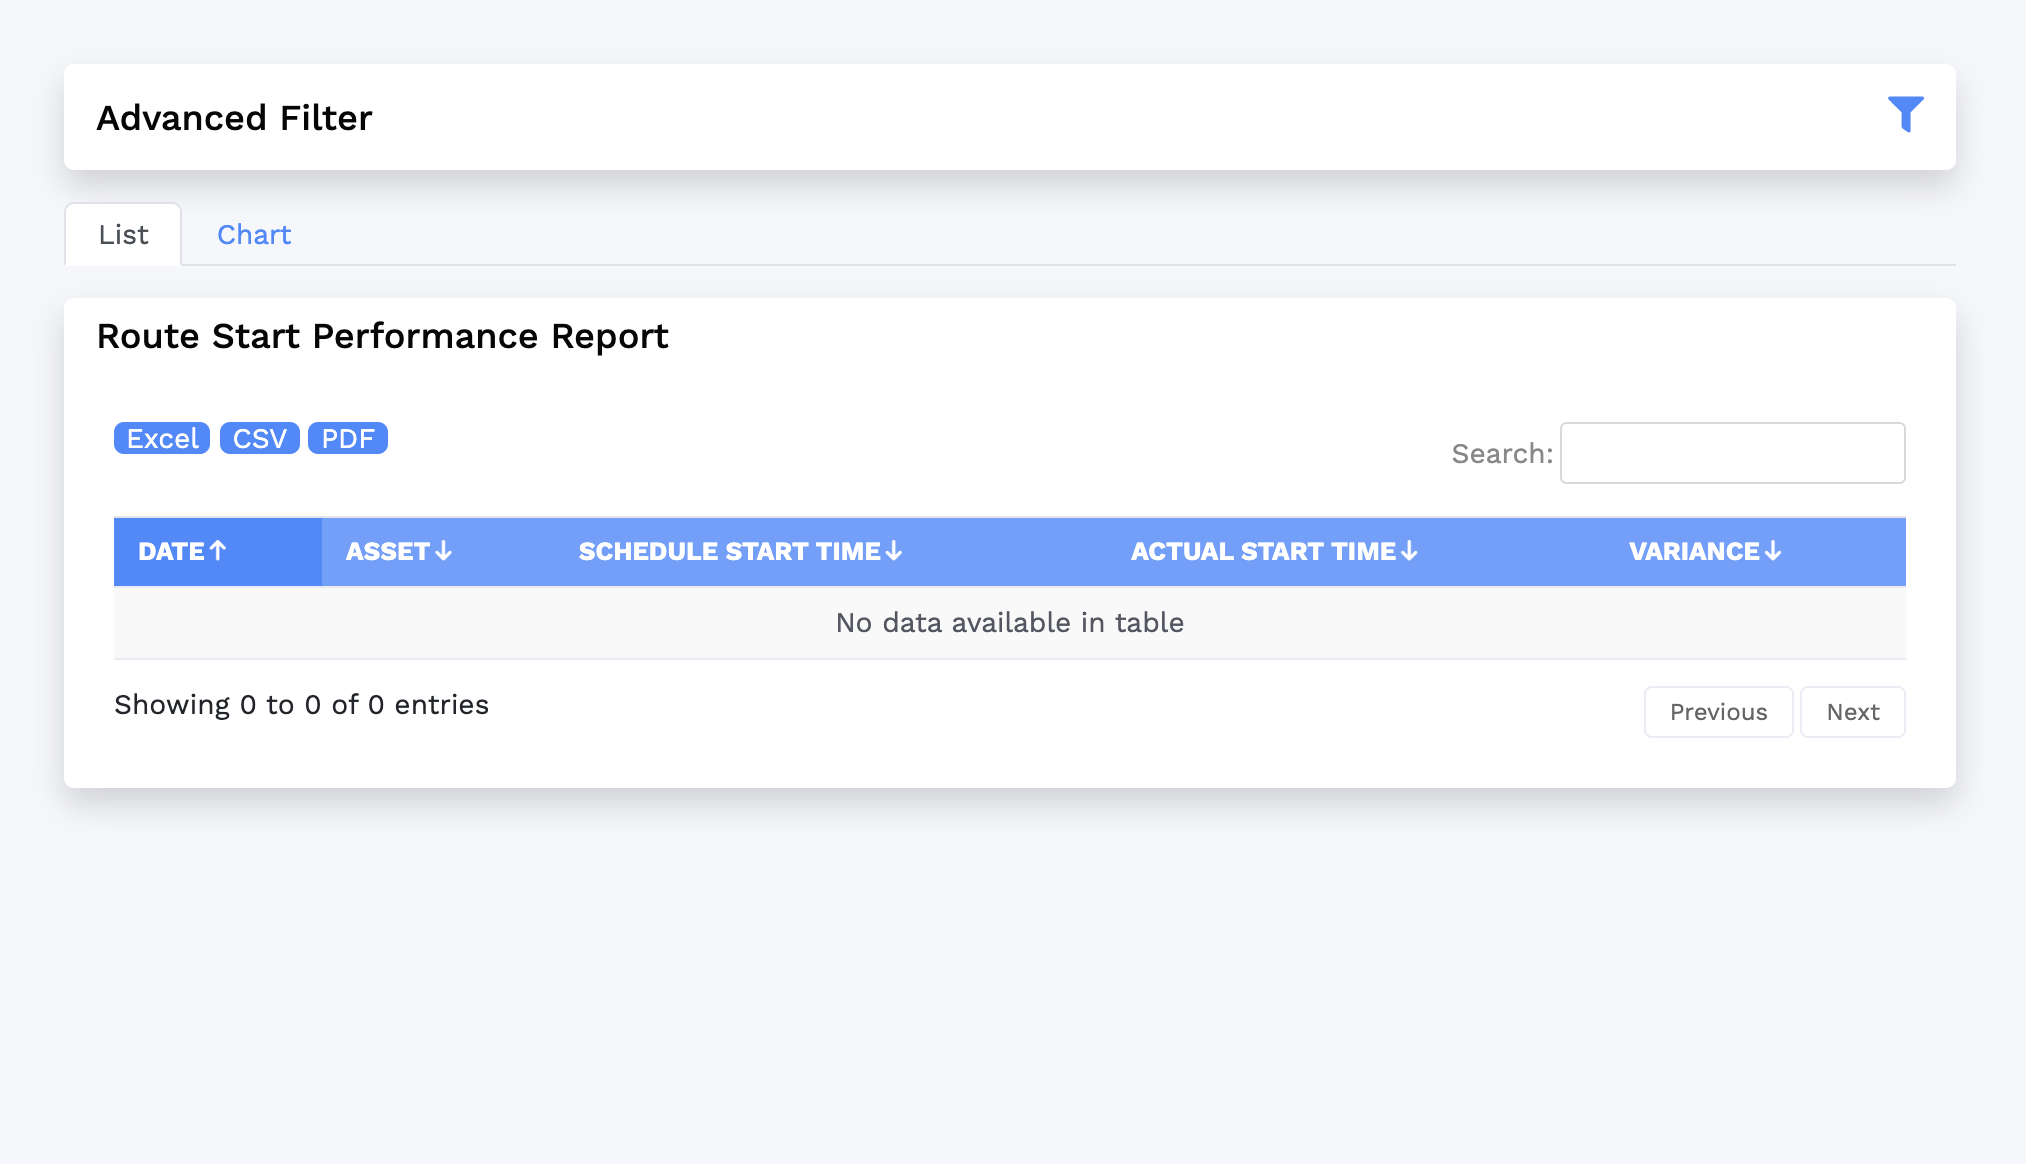 Advanced Filter
List Chart
Route Start Performance Report
Excel CSV PDF
Search:
DATE↑ ASSET↓ SCHEDULE START TIME↓ ACTUAL START TIME↓ VARIANCE↓
No data available in table
Showing 0 to 0 of 0 entries
Previous Next